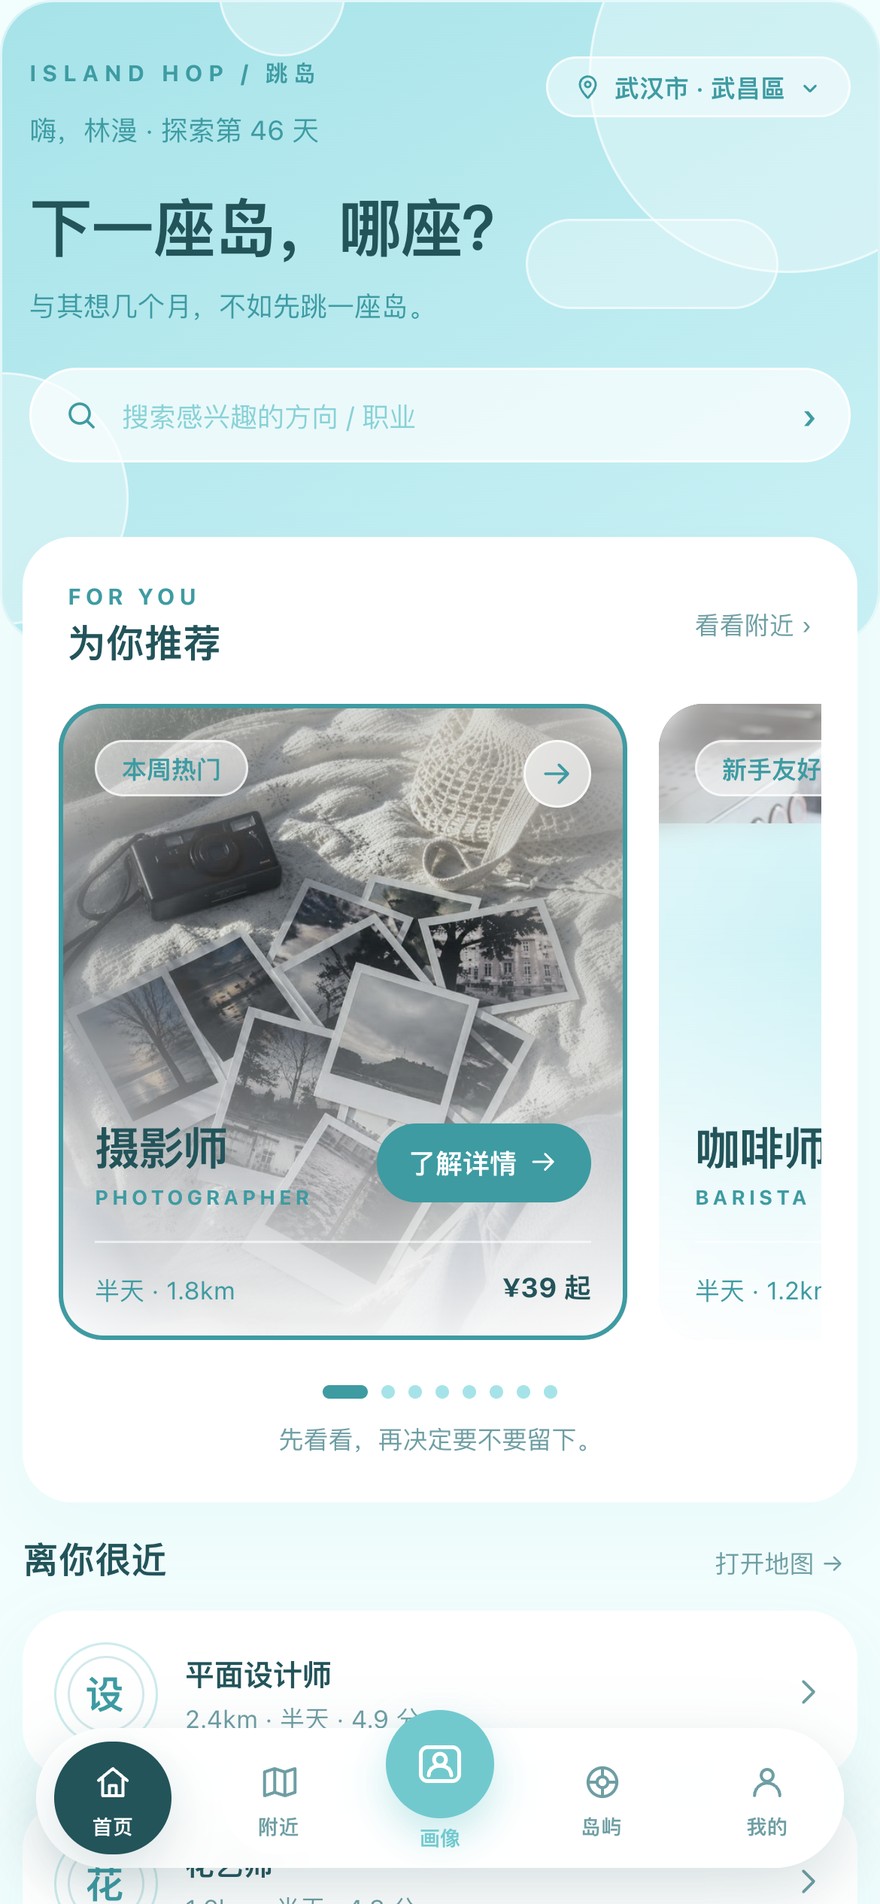 ISLAND HOP / 跳岛
武汉市 · 武昌區
嗨，林漫 · 探索第 46 天
下一座岛，哪座?
与其想几个月，不如先跳一座岛。
搜索感兴趣的方向 / 职业
FOR YOU
为你推荐
看看附近 ›
本周热门
新手友好
摄影师
PHOTOGRAPHER
了解详情 →
半天 · 1.8km
¥39 起
咖啡师
BARISTA
半天 · 1.2k
先看看，再决定要不要留下。
离你很近
打开地图 →
设
平面设计师
2.4km · 半天 · 4.9 分
首页
附近
画像
岛屿
我的
花
花艺师